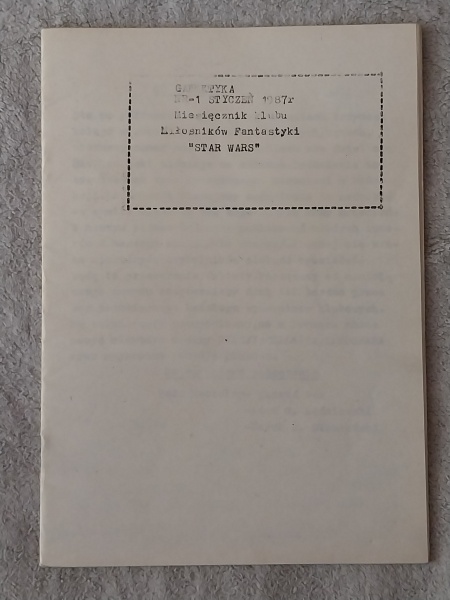 NR-1 STYCZEŃ 1987r
Miesięcznik klubu
Miłośników Fantastyki
"STAR WARS"